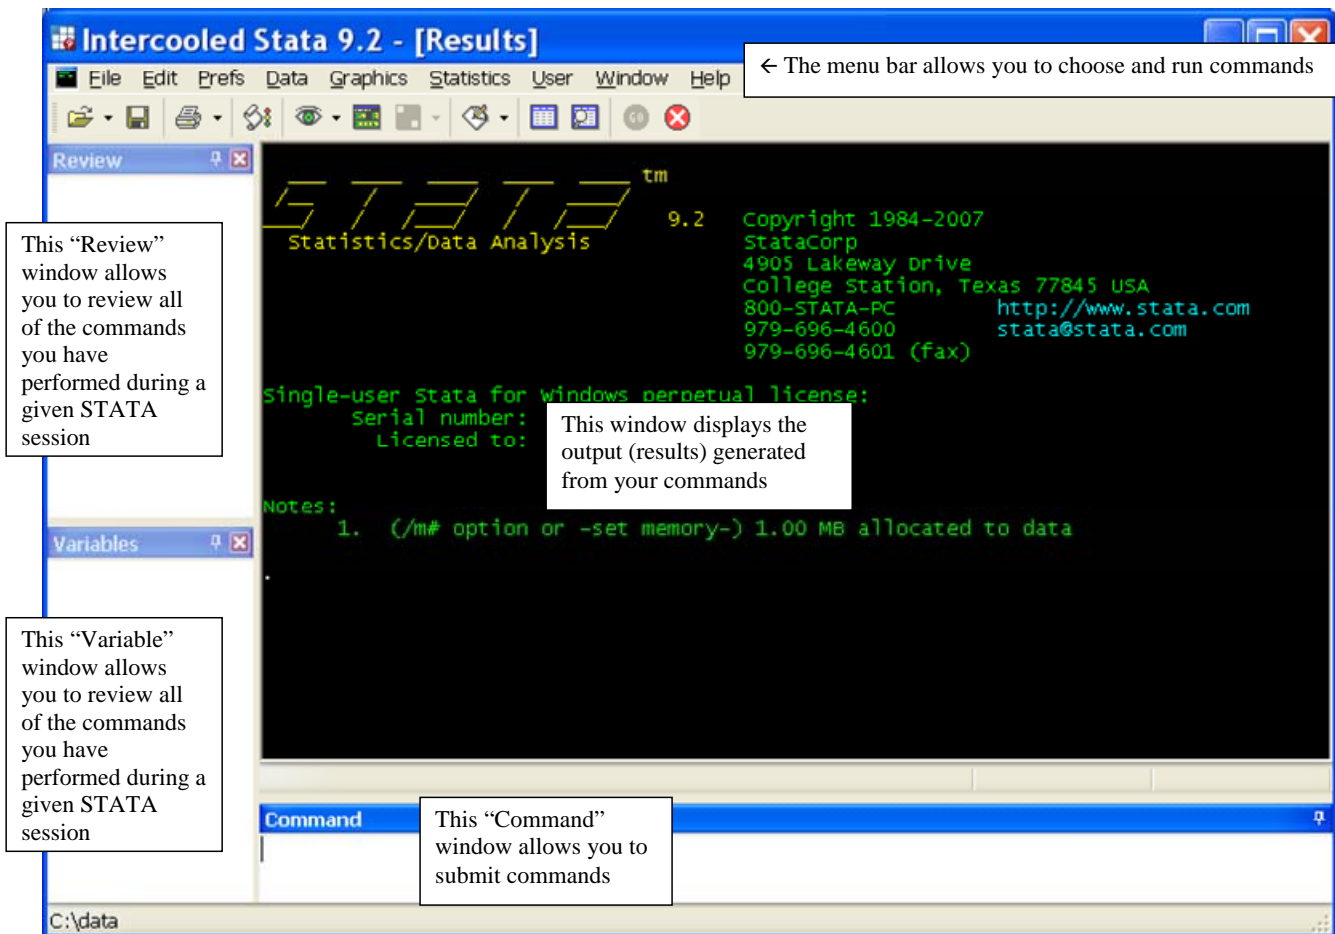 Intercooled Stata 9.2 - [Results]
← The menu bar allows you to choose and run commands
File Edit Prefs Data Graphics Statistics User Window Help
GO
Review
This “Review”
window allows
you to review all
of the commands
you have
performed during a
given STATA
session
STATA tm
9.2
Statistics/Data Analysis
Copyright 1984-2007
StataCorp
4905 Lakeway Drive
College Station, Texas 77845 USA
800-STATA-PC http://www.stata.com
979-696-4600 stata@stata.com
979-696-4601 (fax)
Single-user Stata for Windows perpetual license:
Serial number:
Licensed to:
This window displays the
output (results) generated
from your commands
Notes:
1. (/m# option or -set memory-) 1.00 MB allocated to data
.
Variables
This “Variable”
window allows
you to review all
of the commands
you have
performed during a
given STATA
session
Command
This “Command”
window allows you to
submit commands
C:\data